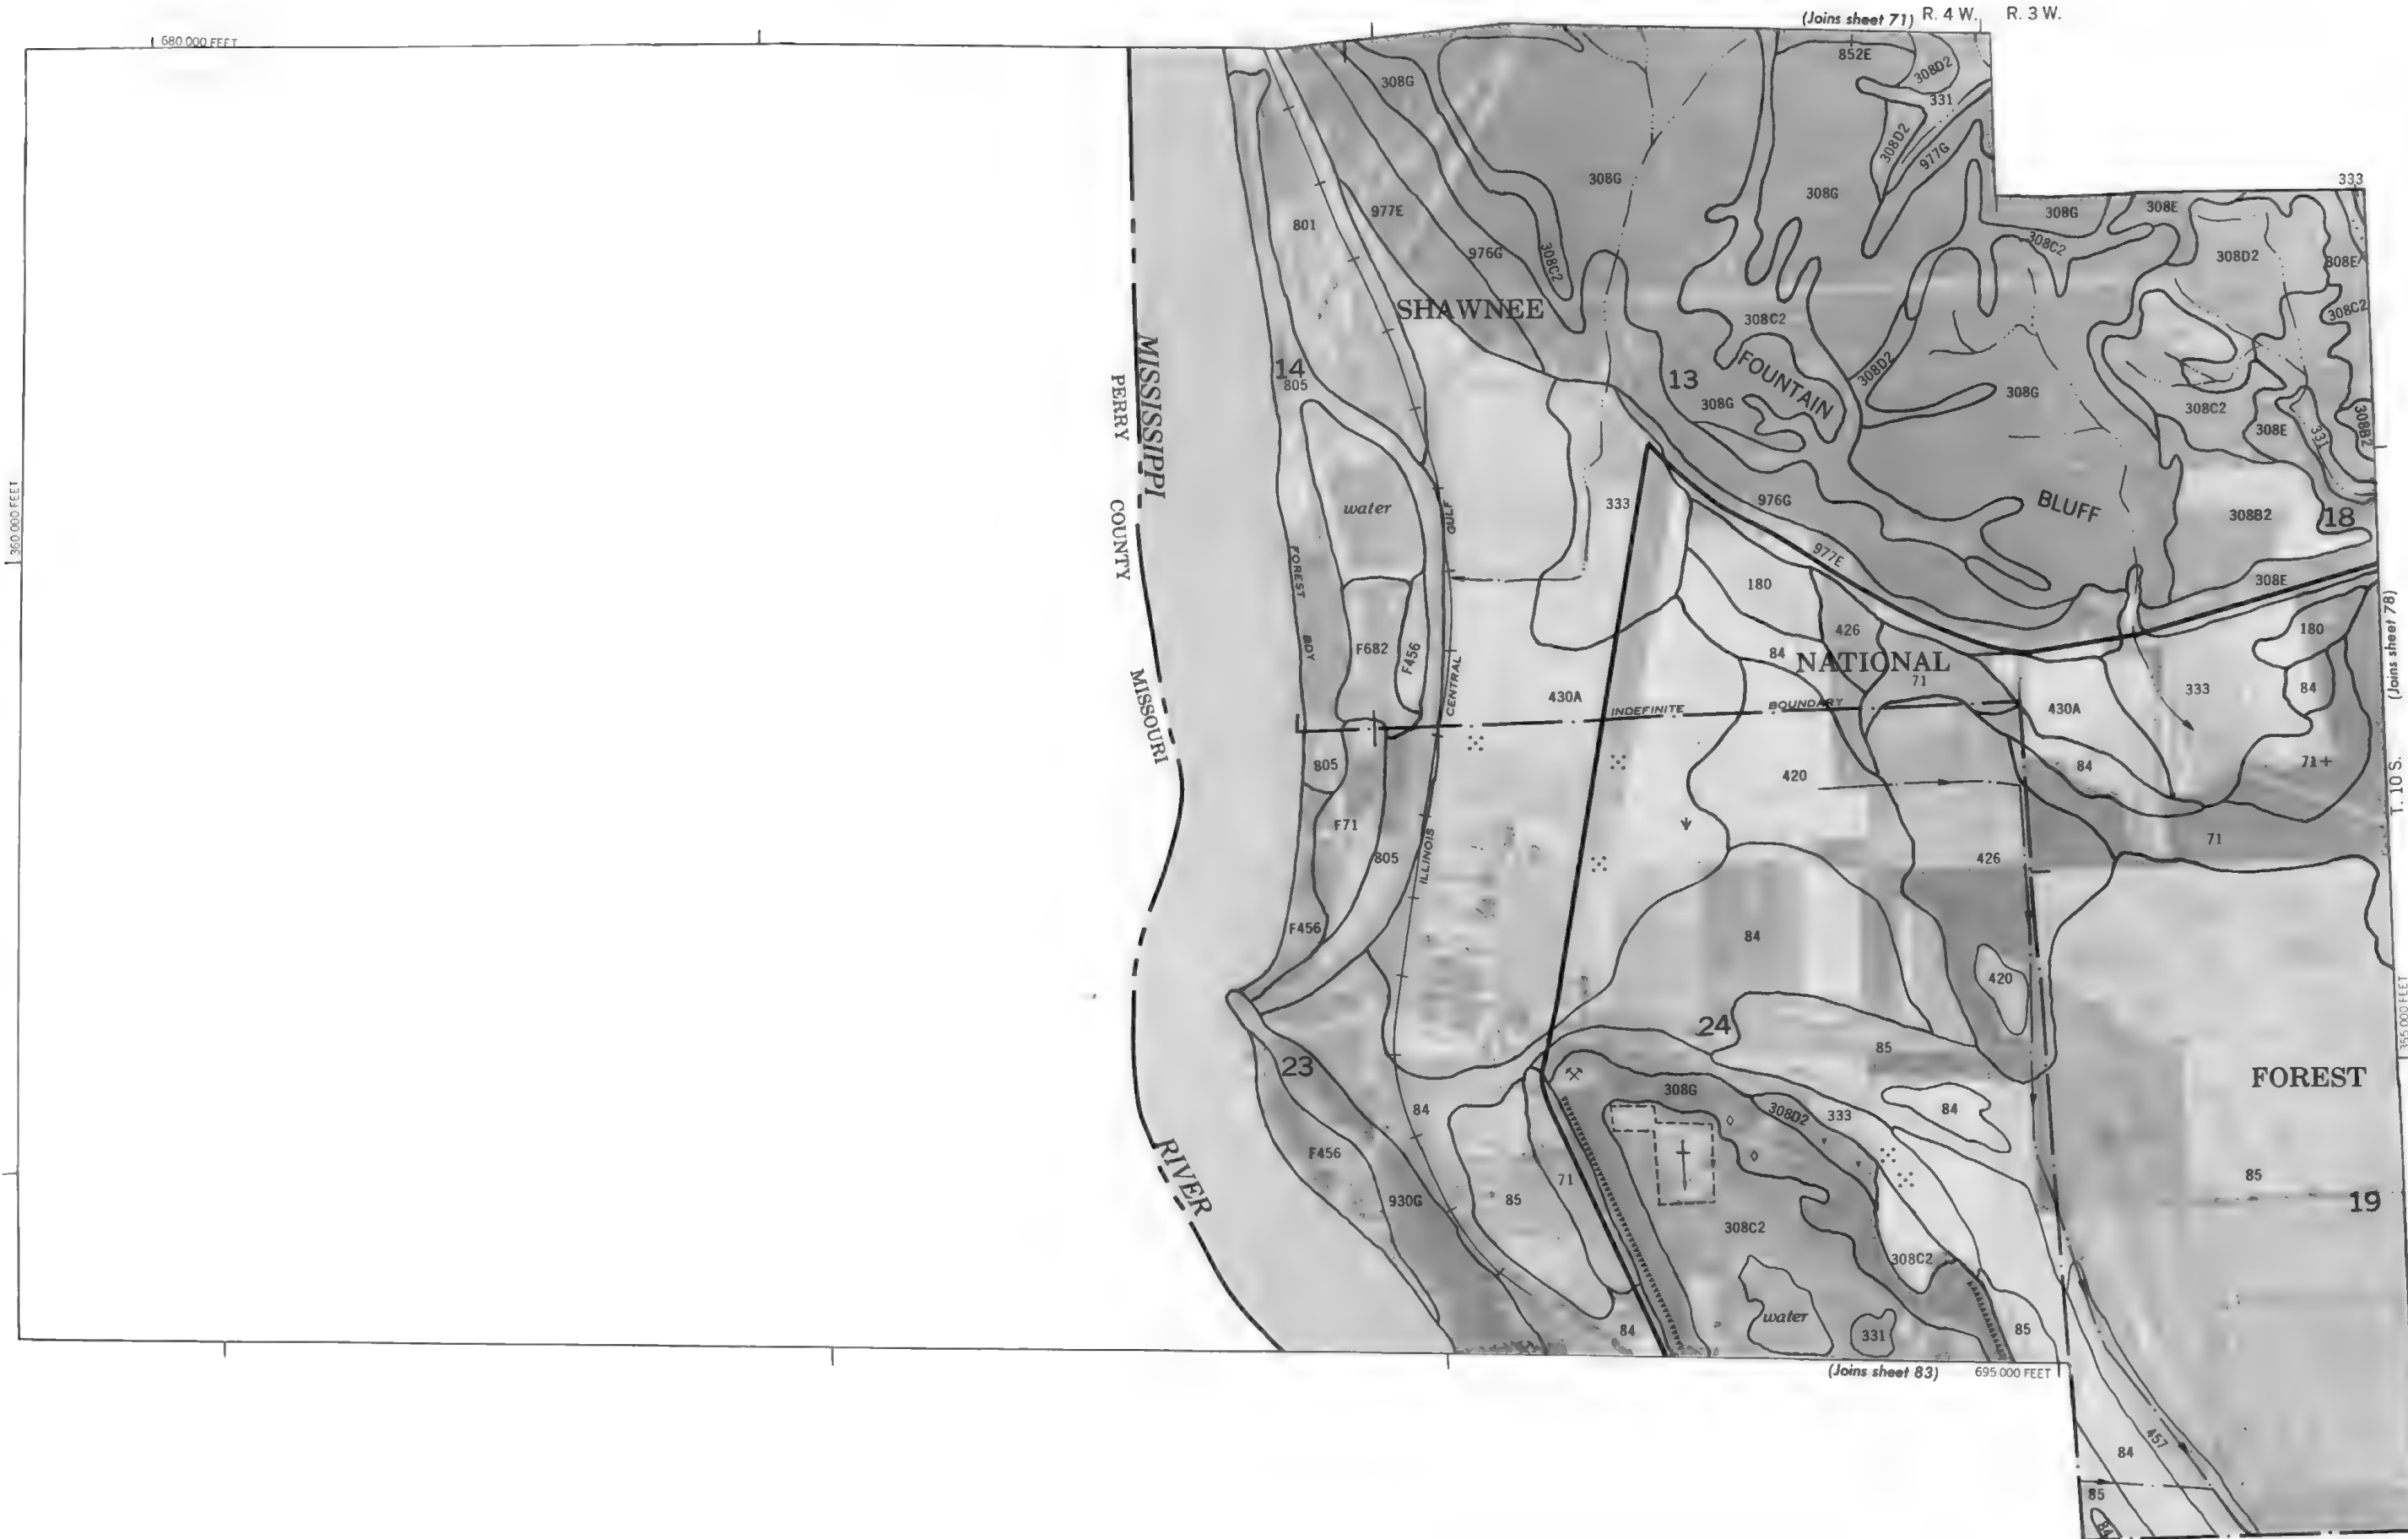 (Joins sheet 71) R. 4 W. R. 3 W.
680 000 FEET
852E
308D2
308G
331
308D2
977G
308G
308G
333
977E
308G
308E
801
308C2
976G
308C2
308D2
308E
SHAWNEE
308C2
308C2
MISSISSIPPI
14
805
13
FOUNTAIN
308D2
308G
308G
308C2
PERRY COUNTY
308E
331
308B2
360 000 FEET
water
GULF
333
976G
BLUFF
308B2
18
977E
FOREST BDY
180
308E
(Joins sheet 78)
426
180
F682
F456
84
NATIONAL
71
333
84
MISSOURI
CENTRAL
430A
INDEFINITE BOUNDARY
430A
805
420
84
71+
T. 10 S.
F71
71
805
ILLINOIS
426
F456
84
420
355 000 FEET
24
85
23
FOREST
308G
84
308D2
333
84
RIVER
F456
71
85
930G
85
19
308C2
308C2
water
84
331
85
(Joins sheet 83) 695 000 FEET
84
457
85
84